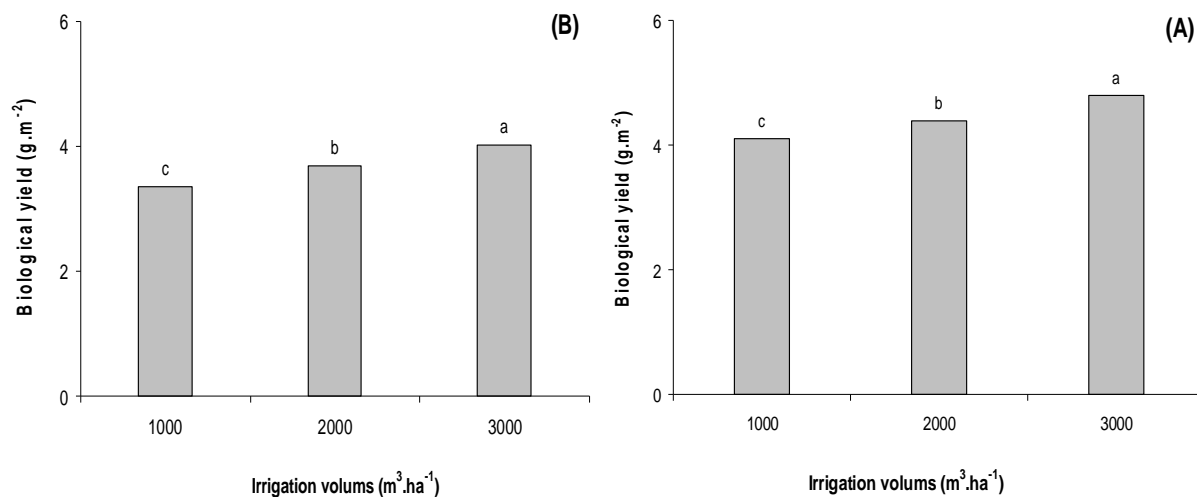 (B)
Biological yield (g.m⁻²)
6
4
2
0
c
b
a
1000 2000 3000
Irrigation volums (m³.ha⁻¹)
(A)
Biological yield (g.m⁻²)
6
4
2
0
c
b
a
1000 2000 3000
Irrigation volums (m³.ha⁻¹)